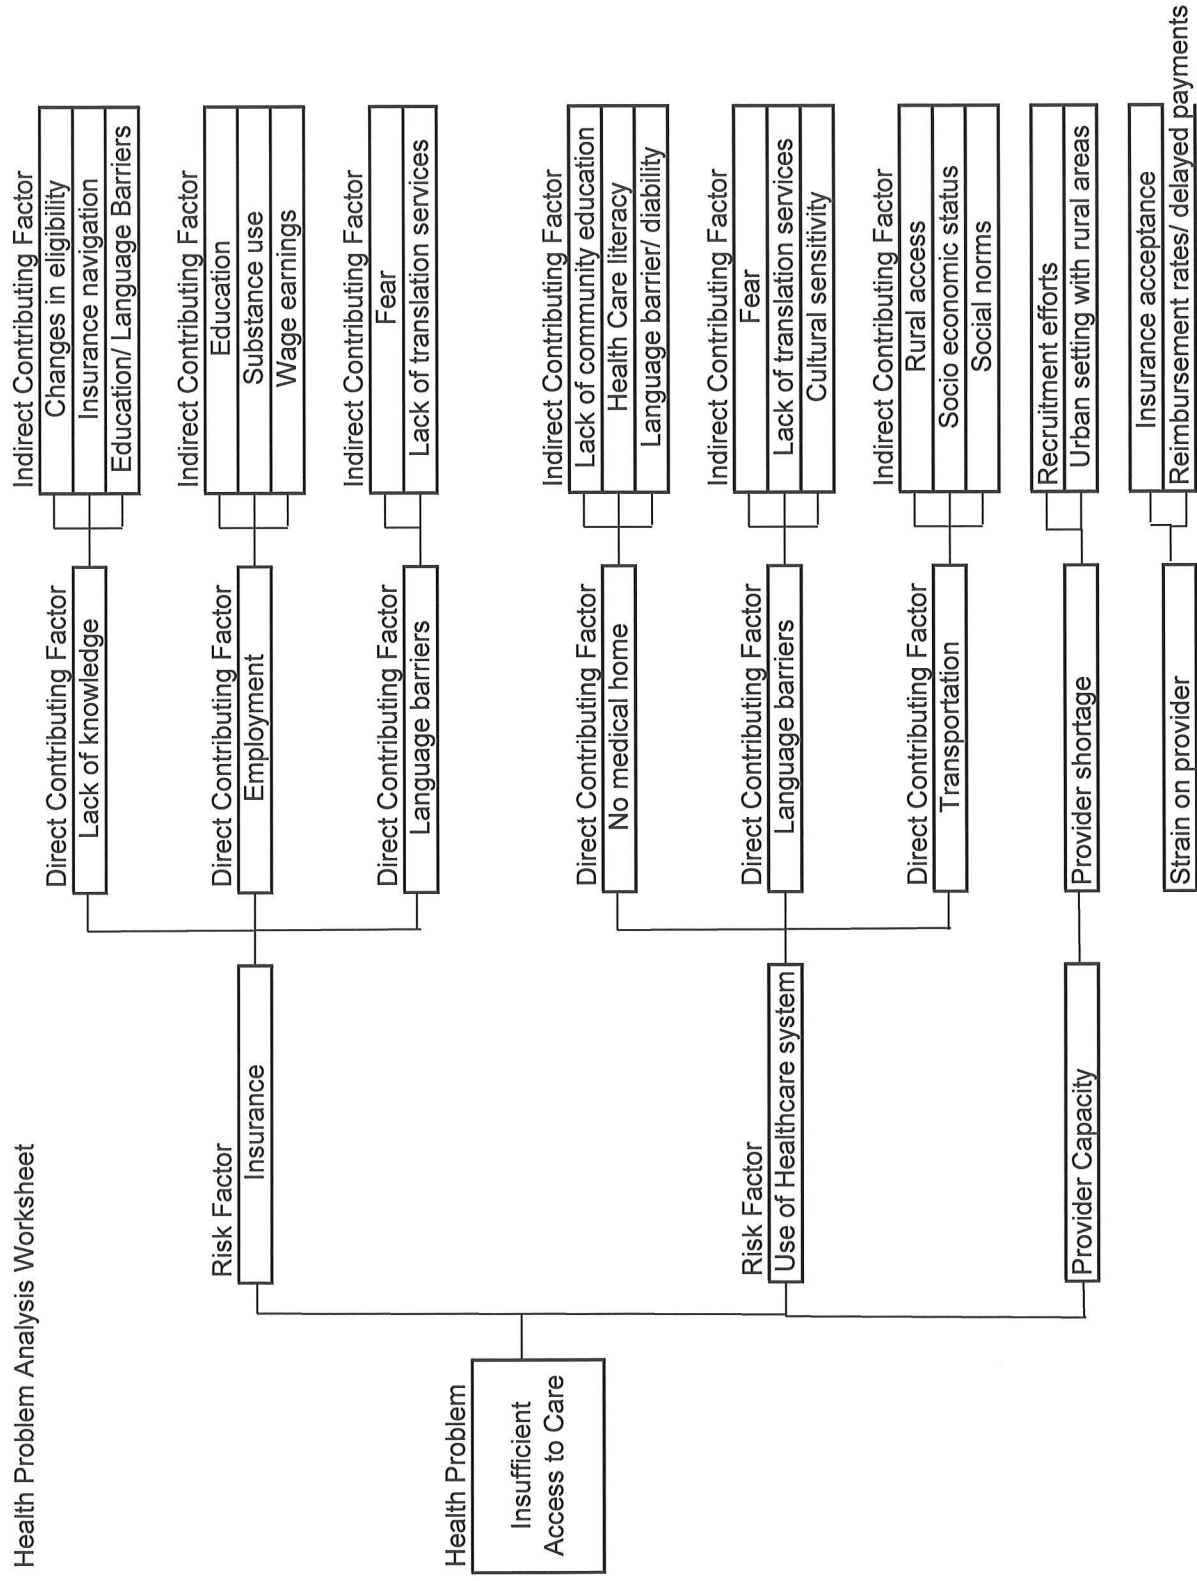 Health Problem Analysis Worksheet
Health Problem
Insufficient
Access to Care
Risk Factor
Insurance
Direct Contributing Factor
Lack of knowledge
Indirect Contributing Factor
Changes in eligibility
Insurance navigation
Education/ Language Barriers
Direct Contributing Factor
Employment
Indirect Contributing Factor
Education
Substance use
Wage earnings
Direct Contributing Factor
Language barriers
Indirect Contributing Factor
Fear
Lack of translation services
Risk Factor
Use of Healthcare system
Direct Contributing Factor
No medical home
Indirect Contributing Factor
Lack of community education
Health Care literacy
Language barrier/ diability
Direct Contributing Factor
Language barriers
Indirect Contributing Factor
Fear
Lack of translation services
Cultural sensitivity
Direct Contributing Factor
Transportation
Indirect Contributing Factor
Rural access
Socio economic status
Social norms
Provider Capacity
Provider shortage
Recruitment efforts
Urban setting with rural areas
Strain on provider
Insurance acceptance
Reimbursement rates/ delayed payments